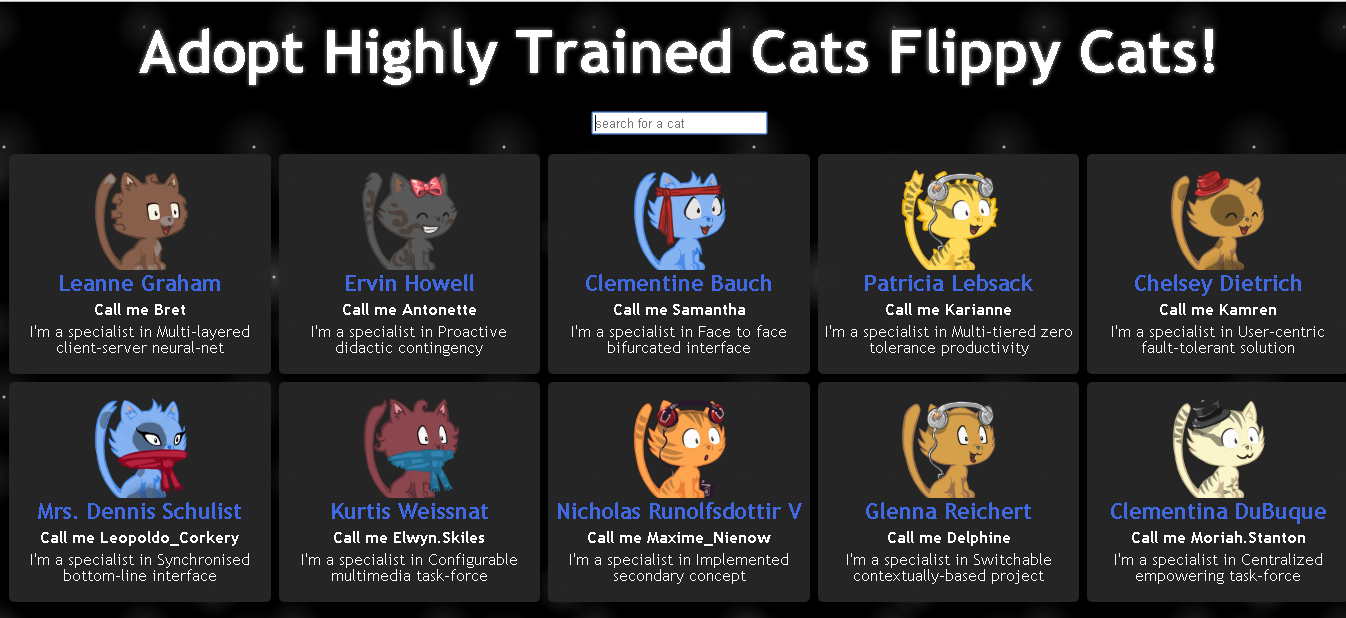 Adopt Highly Trained Cats Flippy Cats!
search for a cat
Leanne Graham
Call me Bret
I'm a specialist in Multi-layered
client-server neural-net
Ervin Howell
Call me Antonette
I'm a specialist in Proactive
didactic contingency
Clementine Bauch
Call me Samantha
I'm a specialist in Face to face
bifurcated interface
Patricia Lebsack
Call me Karianne
I'm a specialist in Multi-tiered zero
tolerance productivity
Chelsey Dietrich
Call me Kamren
I'm a specialist in User-centric
fault-tolerant solution
Mrs. Dennis Schulist
Call me Leopoldo_Corkery
I'm a specialist in Synchronised
bottom-line interface
Kurtis Weissnat
Call me Elwyn.Skiles
I'm a specialist in Configurable
multimedia task-force
Nicholas Runolfsdottir V
Call me Maxime_Nienow
I'm a specialist in Implemented
secondary concept
Glenna Reichert
Call me Delphine
I'm a specialist in Switchable
contextually-based project
Clementina DuBuque
Call me Moriah.Stanton
I'm a specialist in Centralized
empowering task-force